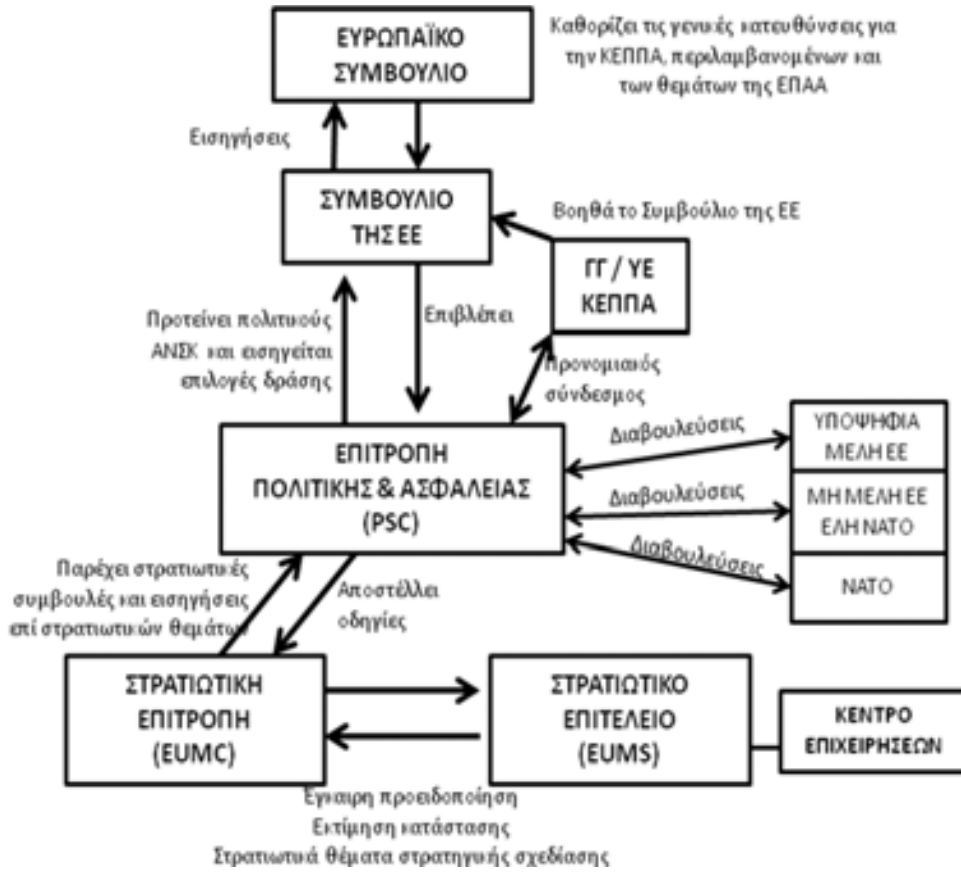 ΕΥΡΩΠΑΪΚΟ
ΣΥΜΒΟΥΛΙΟ
Καθορίζει τις γενικές κατευθύνσεις για
την ΚΕΠΠΑ, περιλαμβανομένων και
των θεμάτων της ΕΠΑΑ
Εισηγήσεις
ΣΥΜΒΟΥΛΙΟ
ΤΗΣ ΕΕ
Βοηθά το Συμβούλιο της ΕΕ
ΓΓ / ΥΕ
ΚΕΠΠΑ
Προτείνει πολιτικούς
ΑΝΣΚ και εισηγείται
επιλογές δράσης
Επιβλέπει
Προνομιακός
σύνδεσμος
ΕΠΙΤΡΟΠΗ
ΠΟΛΙΤΙΚΗΣ & ΑΣΦΑΛΕΙΑΣ
(PSC)
Διαβουλεύσεις
Διαβουλεύσεις
Διαβουλεύσεις
ΥΠΟΨΗΦΙΑ
ΜΕΛΗ ΕΕ
ΜΗ ΜΕΛΗ ΕΕ
ΕΛΗ ΝΑΤΟ
ΝΑΤΟ
Παρέχει στρατιωτικές
συμβουλές και εισηγήσεις
επί στρατιωτικών θεμάτων
Αποστέλλει
οδηγίες
ΣΤΡΑΤΙΩΤΙΚΗ
ΕΠΙΤΡΟΠΗ
(EUMC)
ΣΤΡΑΤΙΩΤΙΚΟ
ΕΠΙΤΕΛΕΙΟ
(EUMS)
ΚΕΝΤΡΟ
ΕΠΙΧΕΙΡΗΣΕΩΝ
Έγκαιρη προειδοποίηση
Εκτίμηση κατάστασης
Στρατιωτικά θέματα στρατηγικής σχεδίασης